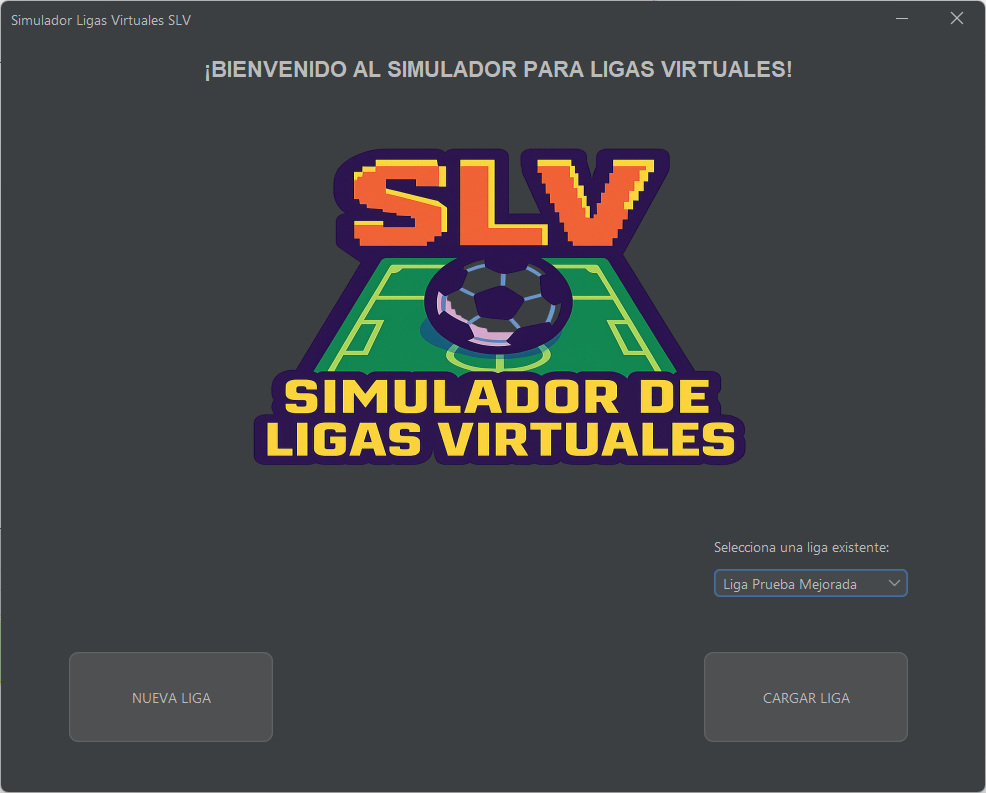 Simulador Ligas Virtuales SLV
¡BIENVENIDO AL SIMULADOR PARA LIGAS VIRTUALES!
SLV
SIMULADOR DE
LIGAS VIRTUALES
Selecciona una liga existente:
Liga Prueba Mejorada
NUEVA LIGA
CARGAR LIGA